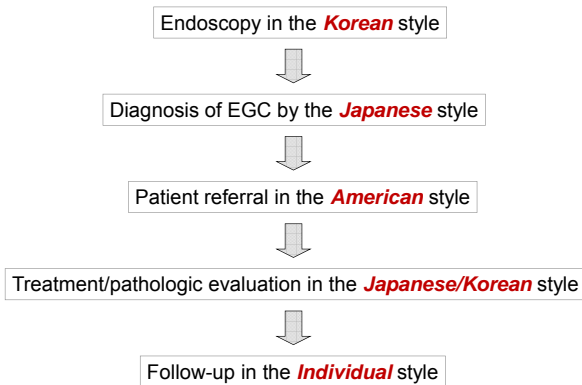 Endoscopy in the Korean style
Diagnosis of EGC by the Japanese style
Patient referral in the American style
Treatment/pathologic evaluation in the Japanese/Korean style
Follow-up in the Individual style